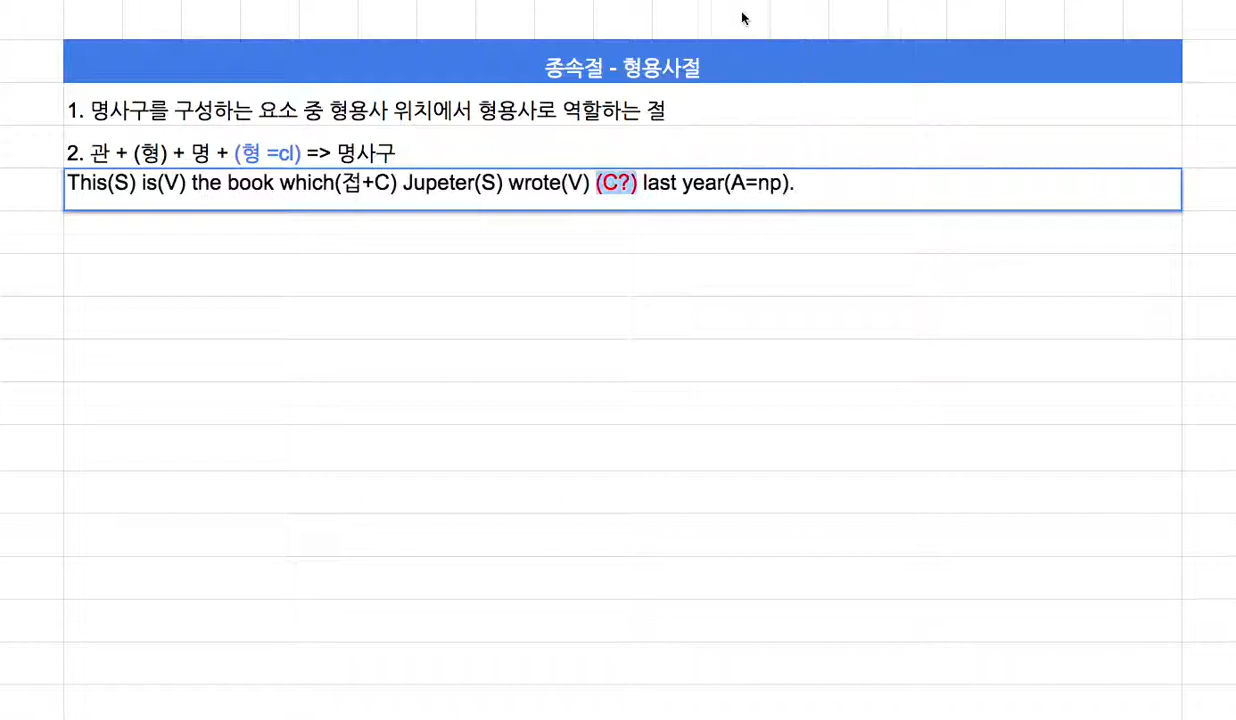 종속절 - 형용사절
1. 명사구를 구성하는 요소 중 형용사 위치에서 형용사로 역할하는 절
2. 관 + (형) + 명 + (형 =cl) => 명사구
This(S) is(V) the book which(접+C) Jupeter(S) wrote(V) (C?) last year(A=np).